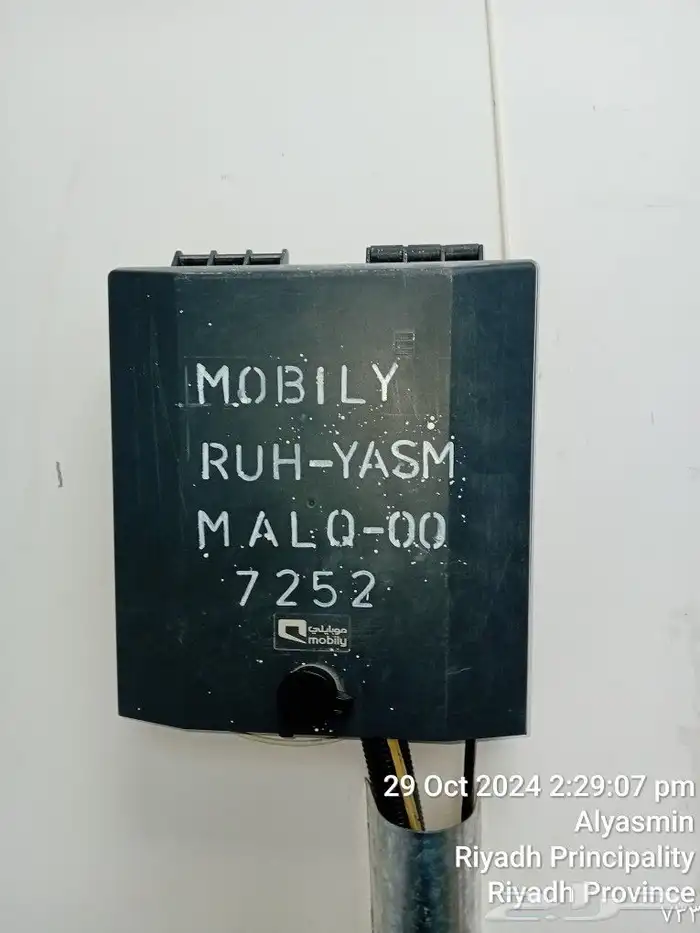 MOBILY
RUH-YASM
MALQ-00
7252
موبايلي
mobily
29 Oct 2024 2:29:07 pm
Alyasmin
Riyadh Principality
Riyadh Province
٧٣٣